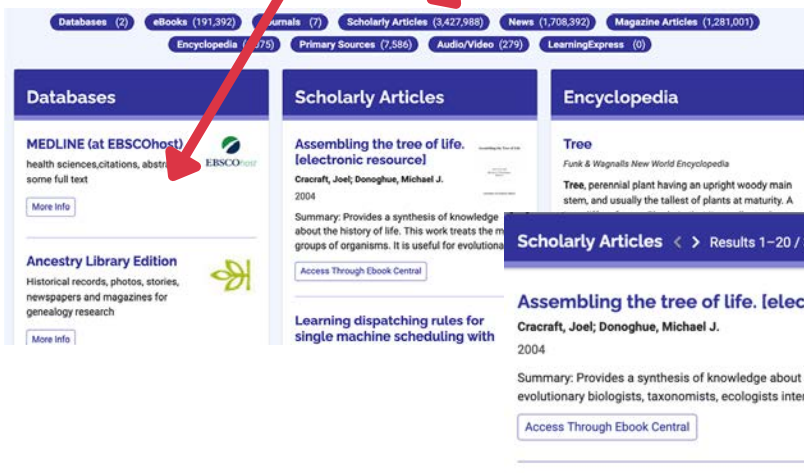 Databases (2) eBooks (191,392) Journals (7) Scholarly Articles (3,427,988) News (1,708,392) Magazine Articles (1,281,001)
Encyclopedia Primary Sources (7,586) Audio/Video (279) LearningExpress (0)
Databases
MEDLINE (at EBSCOhost)
health sciences,citations,
some full text
EBSCOhost
More Info
Ancestry Library Edition
Historical records, photos, stories,
newspapers and magazines for
genealogy research
More Info
Scholarly Articles
Assembling the tree of life.
[electronic resource]
Cracraft, Joel; Donoghue, Michael J.
2004
Summary: Provides a synthesis of knowledge
about the history of life. This work treats the m
groups of organisms. It is useful for evolutiona
Access Through Ebook Central
Learning dispatching rules for
single machine scheduling with
Encyclopedia
Tree
Funk & Wagnalls New World Encyclopedia
Tree, perennial plant having an upright woody main
stem, and usually the tallest of plants at maturity. A
Scholarly Articles < > Results 1–20 /
Assembling the tree of life. [elec
Cracraft, Joel; Donoghue, Michael J.
2004
Summary: Provides a synthesis of knowledge about
evolutionary biologists, taxonomists, ecologists inter
Access Through Ebook Central